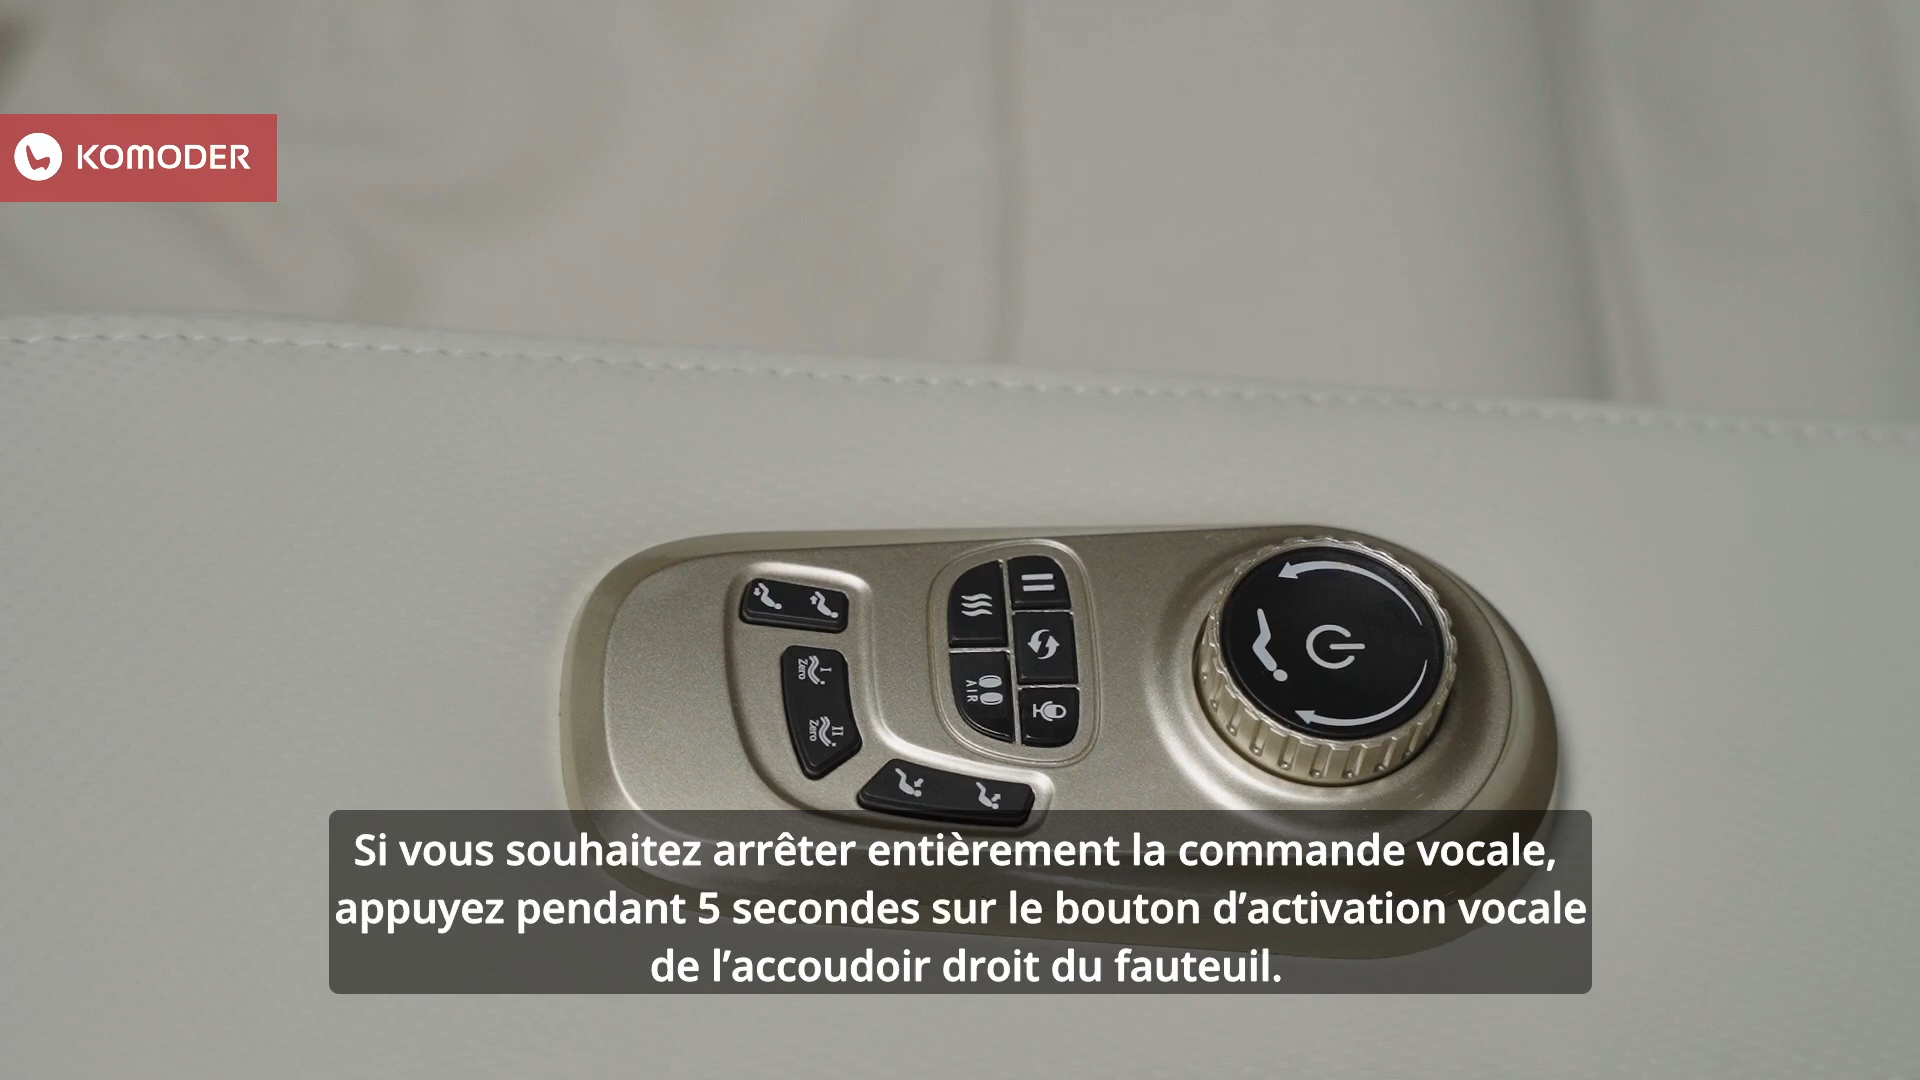 KOMODER
I
Zero
II
Zero
AIR
Si vous souhaitez arrêter entièrement la commande vocale,
appuyez pendant 5 secondes sur le bouton d’activation vocale
de l’accoudoir droit du fauteuil.